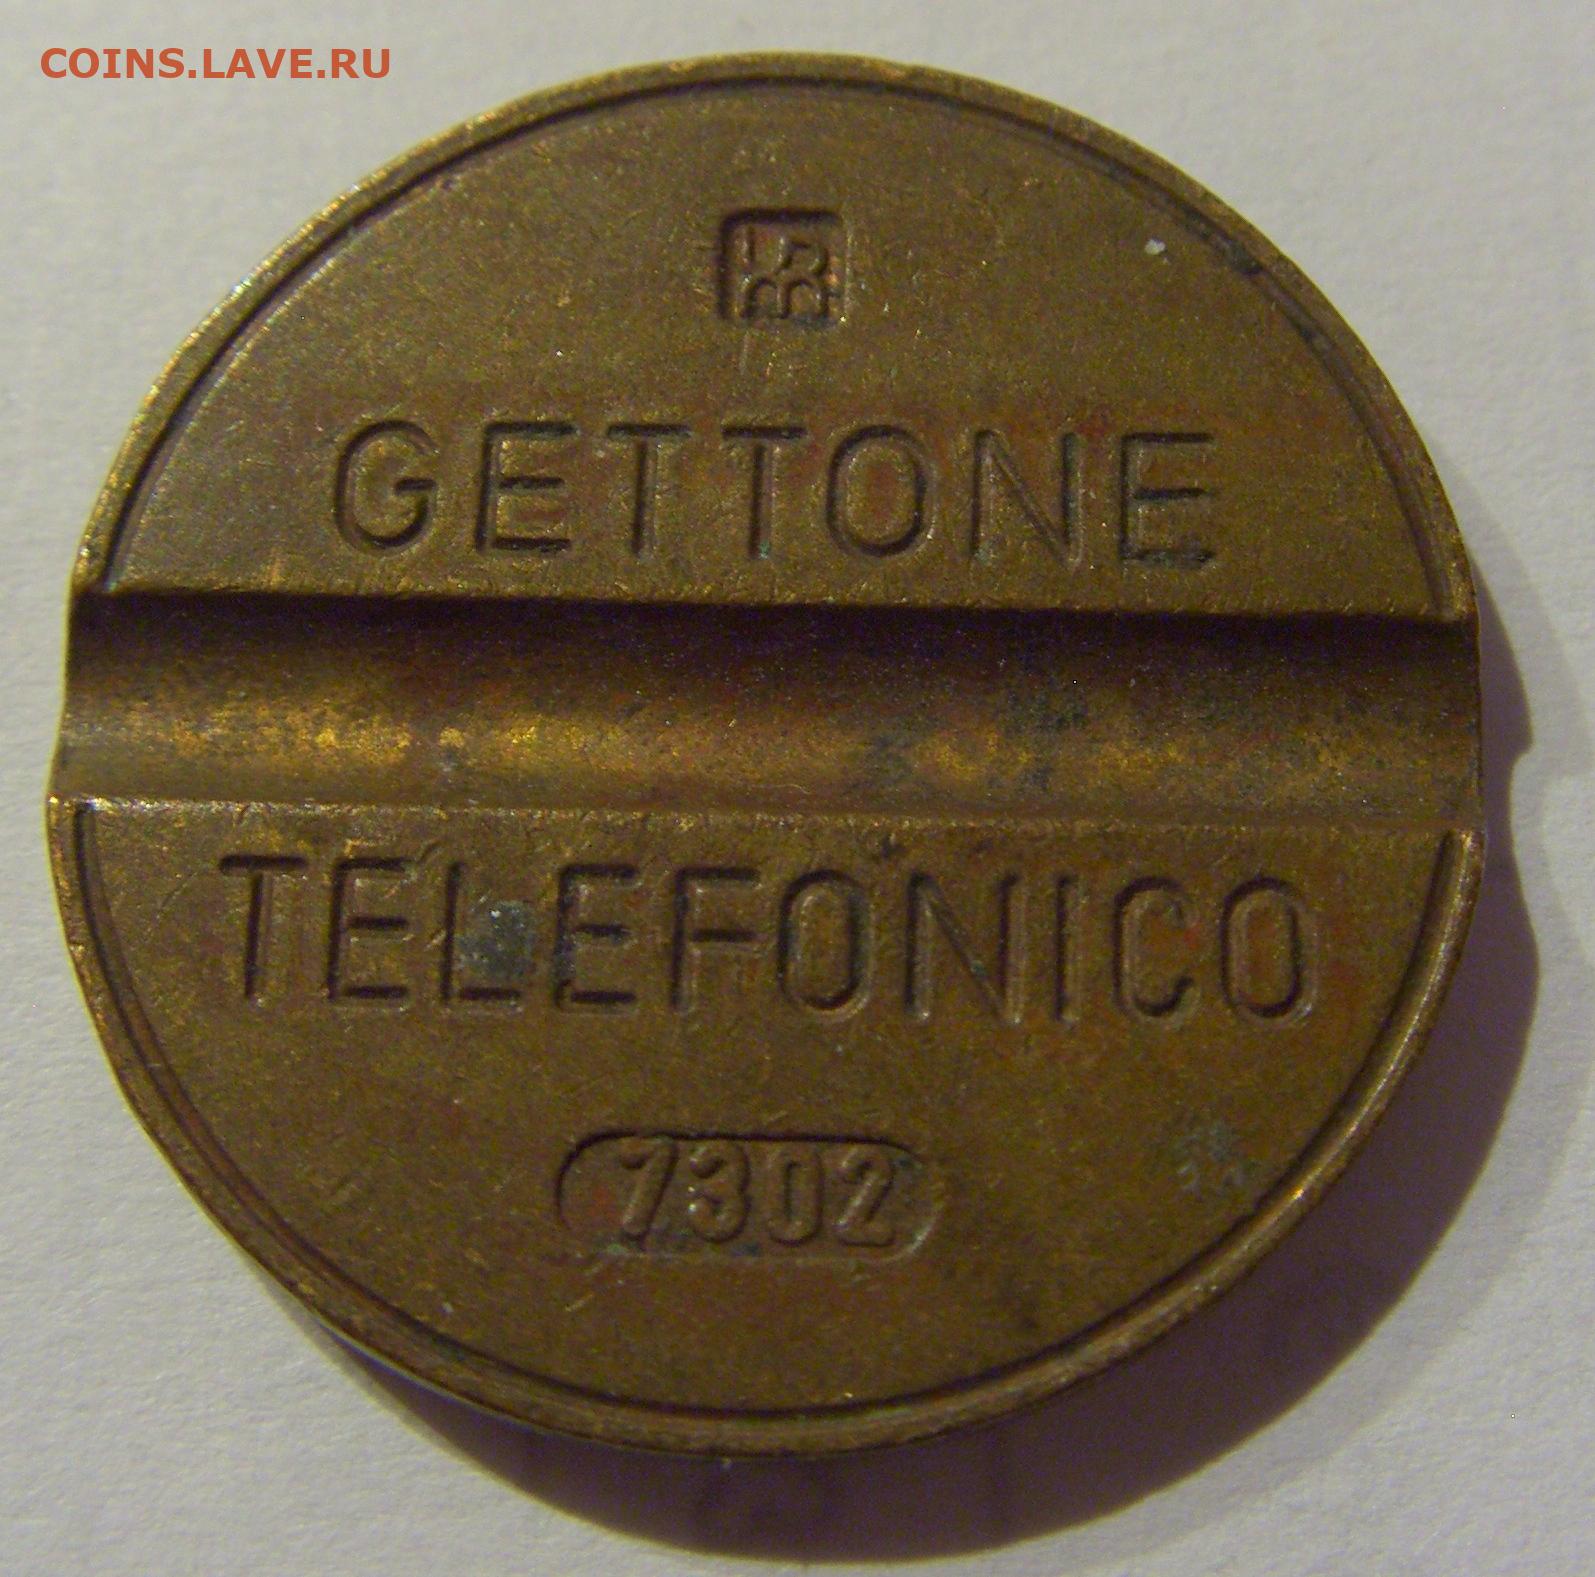 COINS.LAVE.RU
GETTONE
TELEFONICO
7302